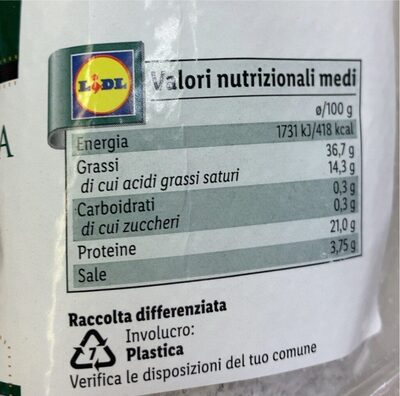 LIDL
Valori nutrizionali medi
ø/100 g
Energia 1731 kJ/418 kcal
Grassi 36,7 g
di cui acidi grassi saturi 14,3 g
Carboidrati 0,3 g
di cui zuccheri 0,3 g
Proteine 21,0 g
Sale 3,75 g
Raccolta differenziata
7 Involucro:
Plastica
Verifica le disposizioni del tuo comune
A